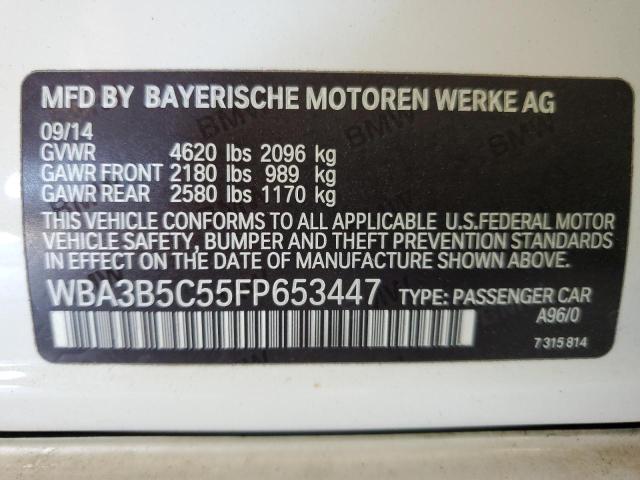 MFD BY BAYERISCHE MOTOREN WERKE AG
09/14
GVWR 4620 lbs 2096 kg
GAWR FRONT 2180 lbs 989 kg
GAWR REAR 2580 lbs 1170 kg
THIS VEHICLE CONFORMS TO ALL APPLICABLE U.S.FEDERAL MOTOR
VEHICLE SAFETY, BUMPER AND THEFT PREVENTION STANDARDS
IN EFFECT ON THE DATE OF MANUFACTURE SHOWN ABOVE.
WBA3B5C55FP653447 TYPE: PASSENGER CAR
A96/0
7 315 814